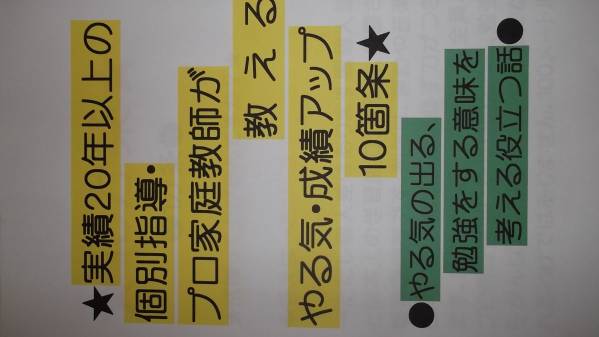 ★実績20年以上の
個別指導・
プロ家庭教師が
教える
やる気・成績アップ
10箇条★
●やる気の出る、
勉強をする意味を
考える役立つ話●